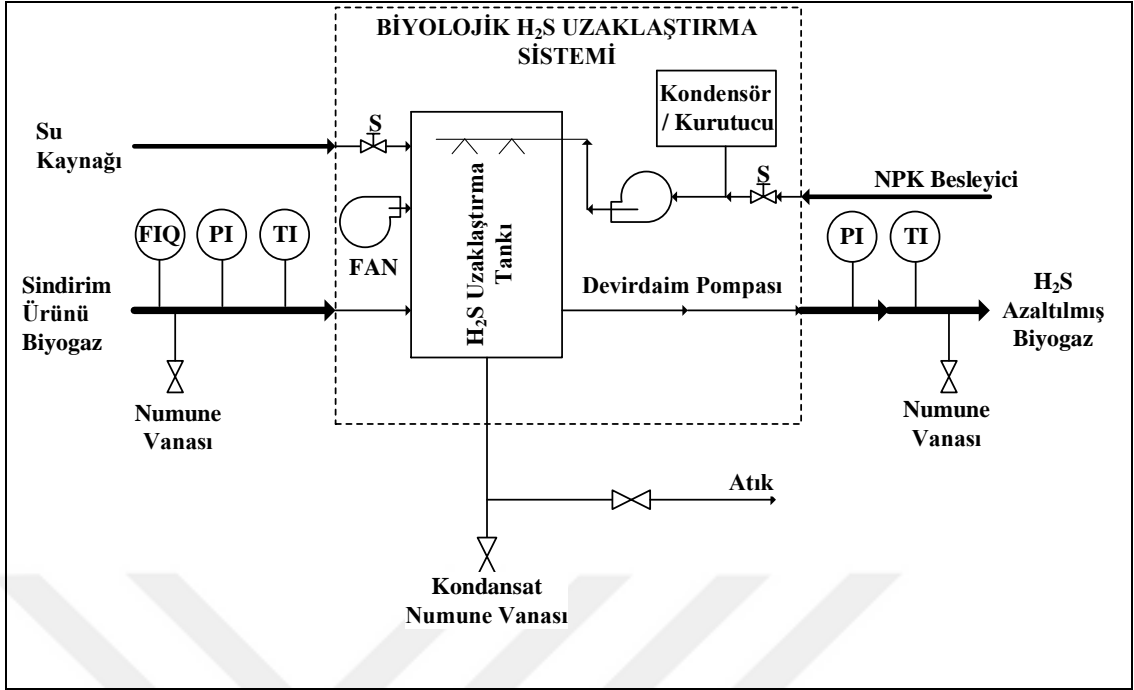 BİYOLOJİK H₂S UZAKLAŞTIRMA
SİSTEMİ
Kondensör
/ Kurutucu
Su
Kaynağı
S
S
NPK Besleyici
FIQ
PI
TI
FAN
H₂S Uzaklaştırma
Tankı
PI
TI
Sindirim
Ürünü
Biyogaz
Devirdaim Pompası
H₂S
Azaltılmış
Biyogaz
Numune
Vanası
Numune
Vanası
Atık
Kondansat
Numune Vanası